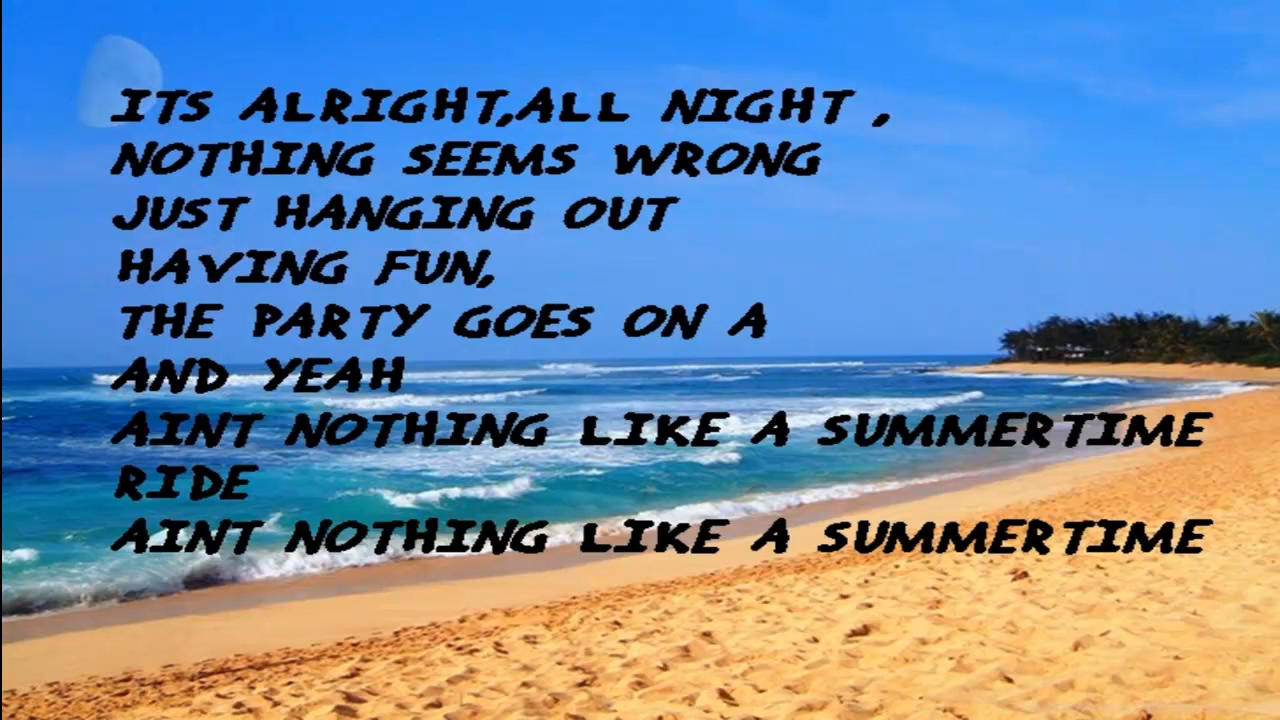 ITS ALRIGHT,ALL NIGHT ,
NOTHING SEEMS WRONG
JUST HANGING OUT
HAVING FUN,
THE PARTY GOES ON A
AND YEAH
AINT NOTHING LIKE A SUMMERTIME
RIDE
AINT NOTHING LIKE A SUMMERTIME